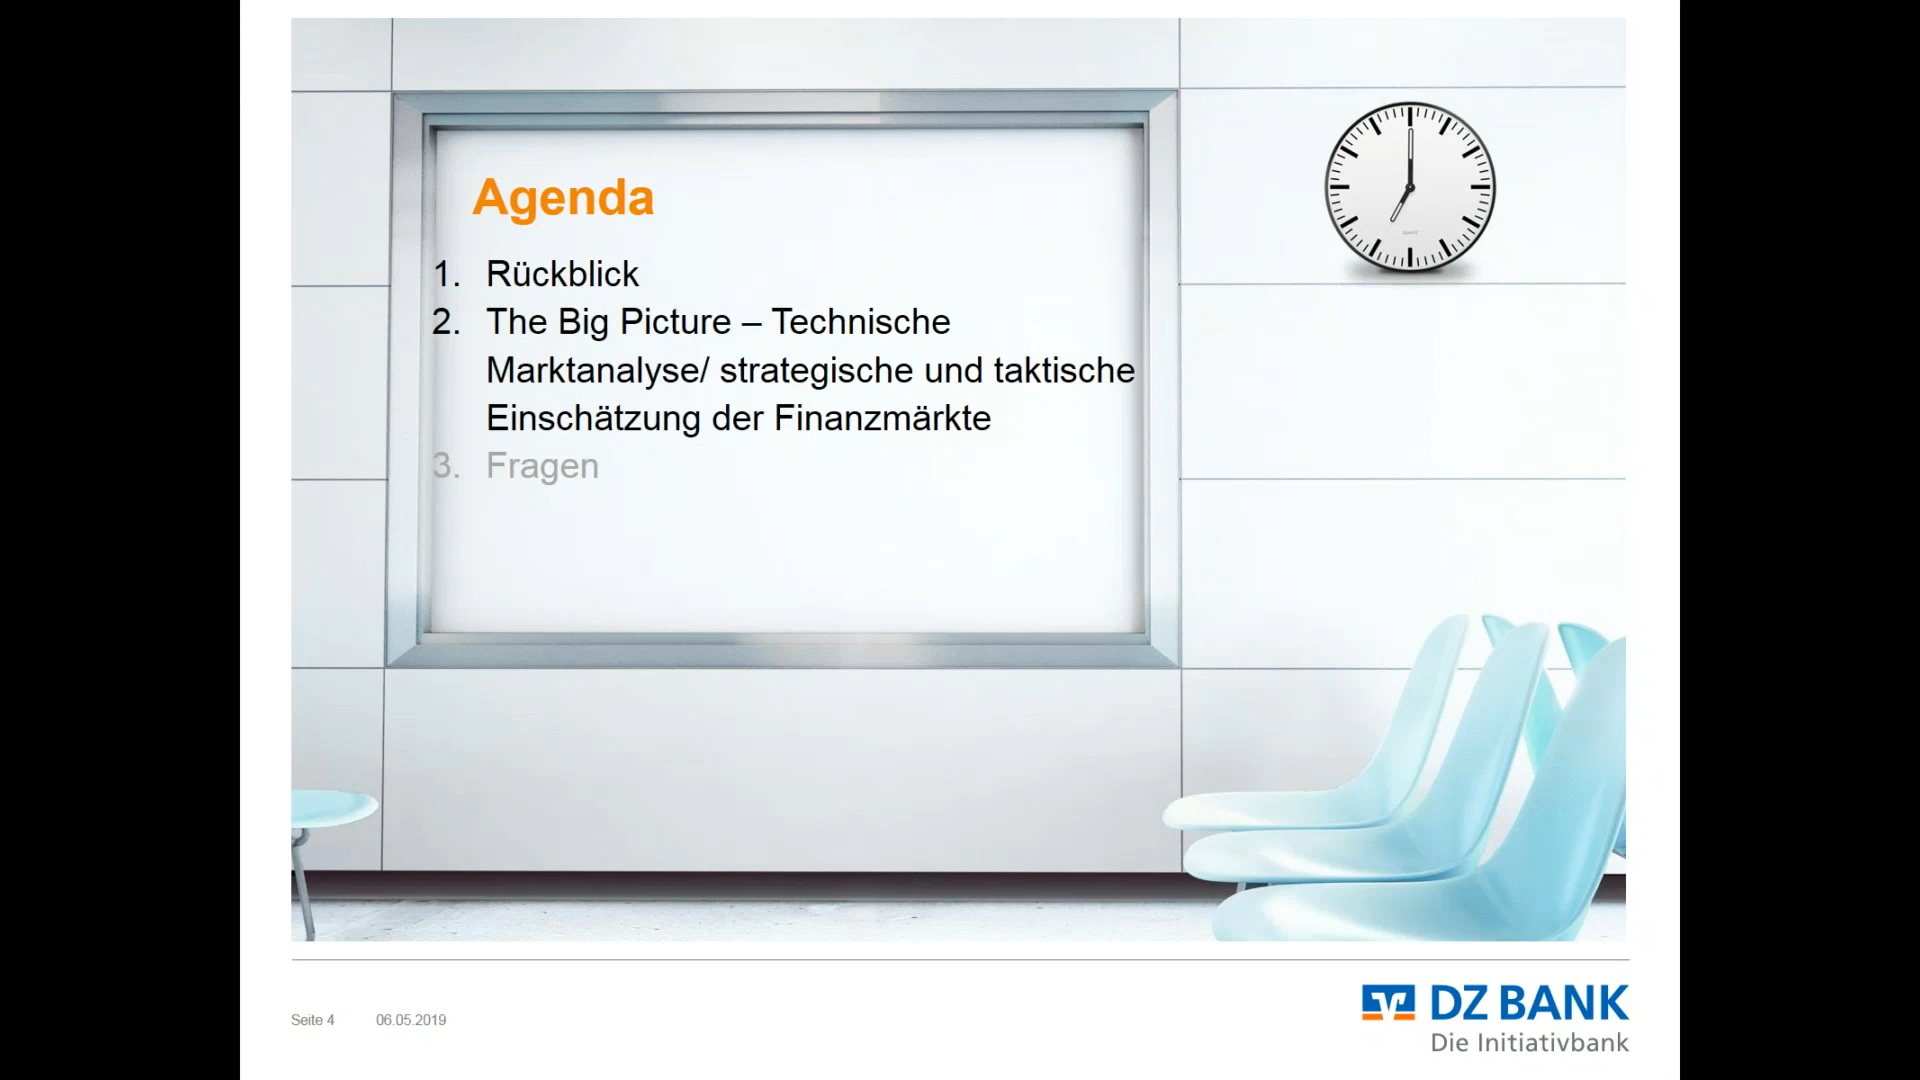 Agenda
1. Rückblick
2. The Big Picture – Technische
Marktanalyse/ strategische und taktische
Einschätzung der Finanzmärkte
3. Fragen
Seite 4 06.05.2019
DZ BANK
Die Initiativbank